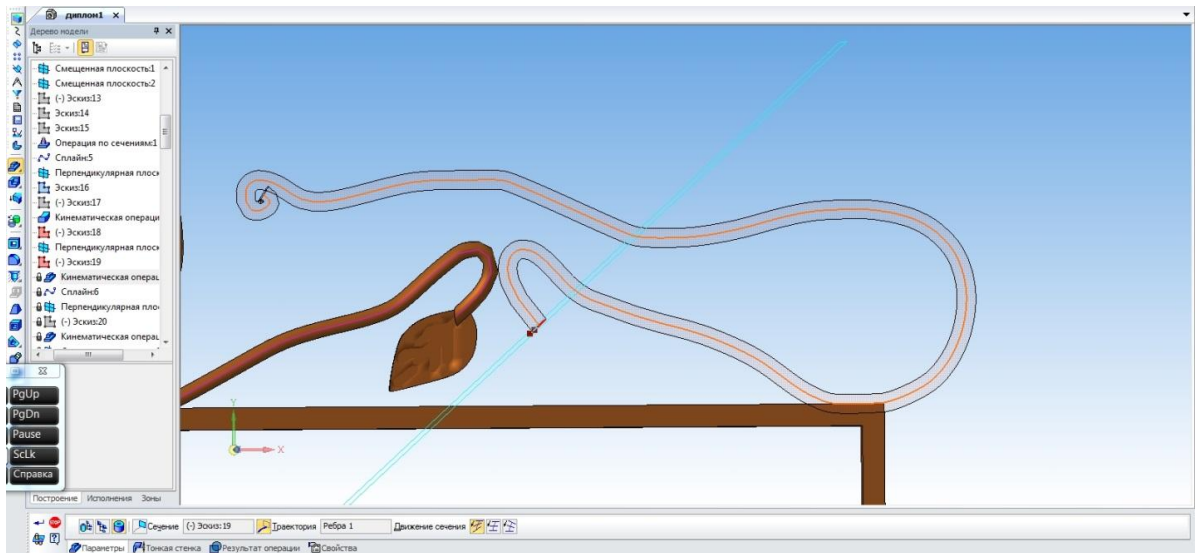 диплом1
Дерево модели
Смещенная плоскость:1
Смещенная плоскость:2
(-) Эскиз:13
Эскиз:14
Эскиз:15
Операция по сечениям:1
Сплайн:5
Перпендикулярная плоск
Эскиз:16
(-) Эскиз:17
Кинематическая операци
(-) Эскиз:18
Перпендикулярная плоск
(-) Эскиз:19
Кинематическая операц
Сплайн:6
Перпендикулярная пло
(-) Эскиз:20
Кинематическая операц
PgUp
PgDn
Pause
ScLk
Справка
Y
X
Построение Исполнения Зоны
Сечение (-) Эскиз:19 Траектория Ребра 1 Движение сечения
Параметры Тонкая стенка Результат операции Свойства